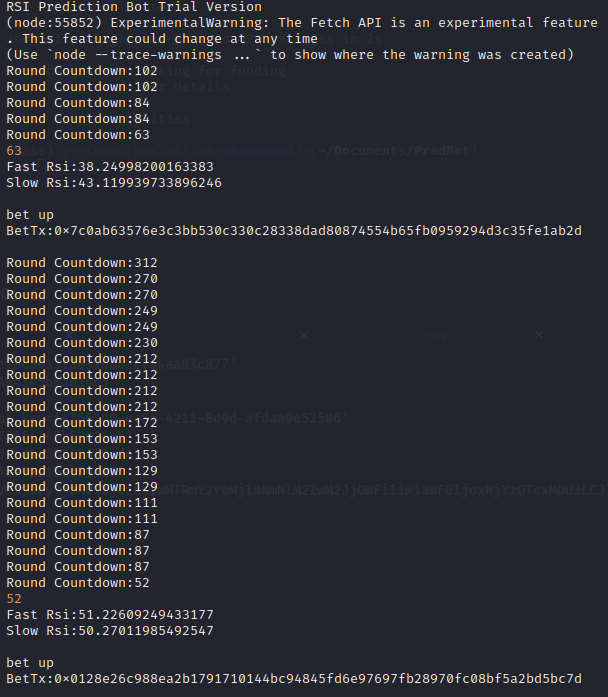 RSI Prediction Bot Trial Version
(node:55852) ExperimentalWarning: The Fetch API is an experimental feature
. This feature could change at any time
(Use `node --trace-warnings ...` to show where the warning was created)
Round Countdown:102
Round Countdown:102
Round Countdown:84
Round Countdown:84
Round Countdown:63
63
Fast Rsi:38.24998200163383
Slow Rsi:43.119939733896246
bet up
BetTx:0×7c0ab63576e3c3bb530c330c28338dad80874554b65fb0959294d3c35fe1ab2d
Round Countdown:312
Round Countdown:270
Round Countdown:270
Round Countdown:249
Round Countdown:249
Round Countdown:230
Round Countdown:212
Round Countdown:212
Round Countdown:212
Round Countdown:212
Round Countdown:172
Round Countdown:153
Round Countdown:153
Round Countdown:129
Round Countdown:129
Round Countdown:111
Round Countdown:111
Round Countdown:87
Round Countdown:87
Round Countdown:87
Round Countdown:52
52
Fast Rsi:51.22609249433177
Slow Rsi:50.27011985492547
bet up
BetTx:0×0128e26c988ea2b1791710144bc94845fd6e97697fb28970fc08bf5a2bd5bc7d